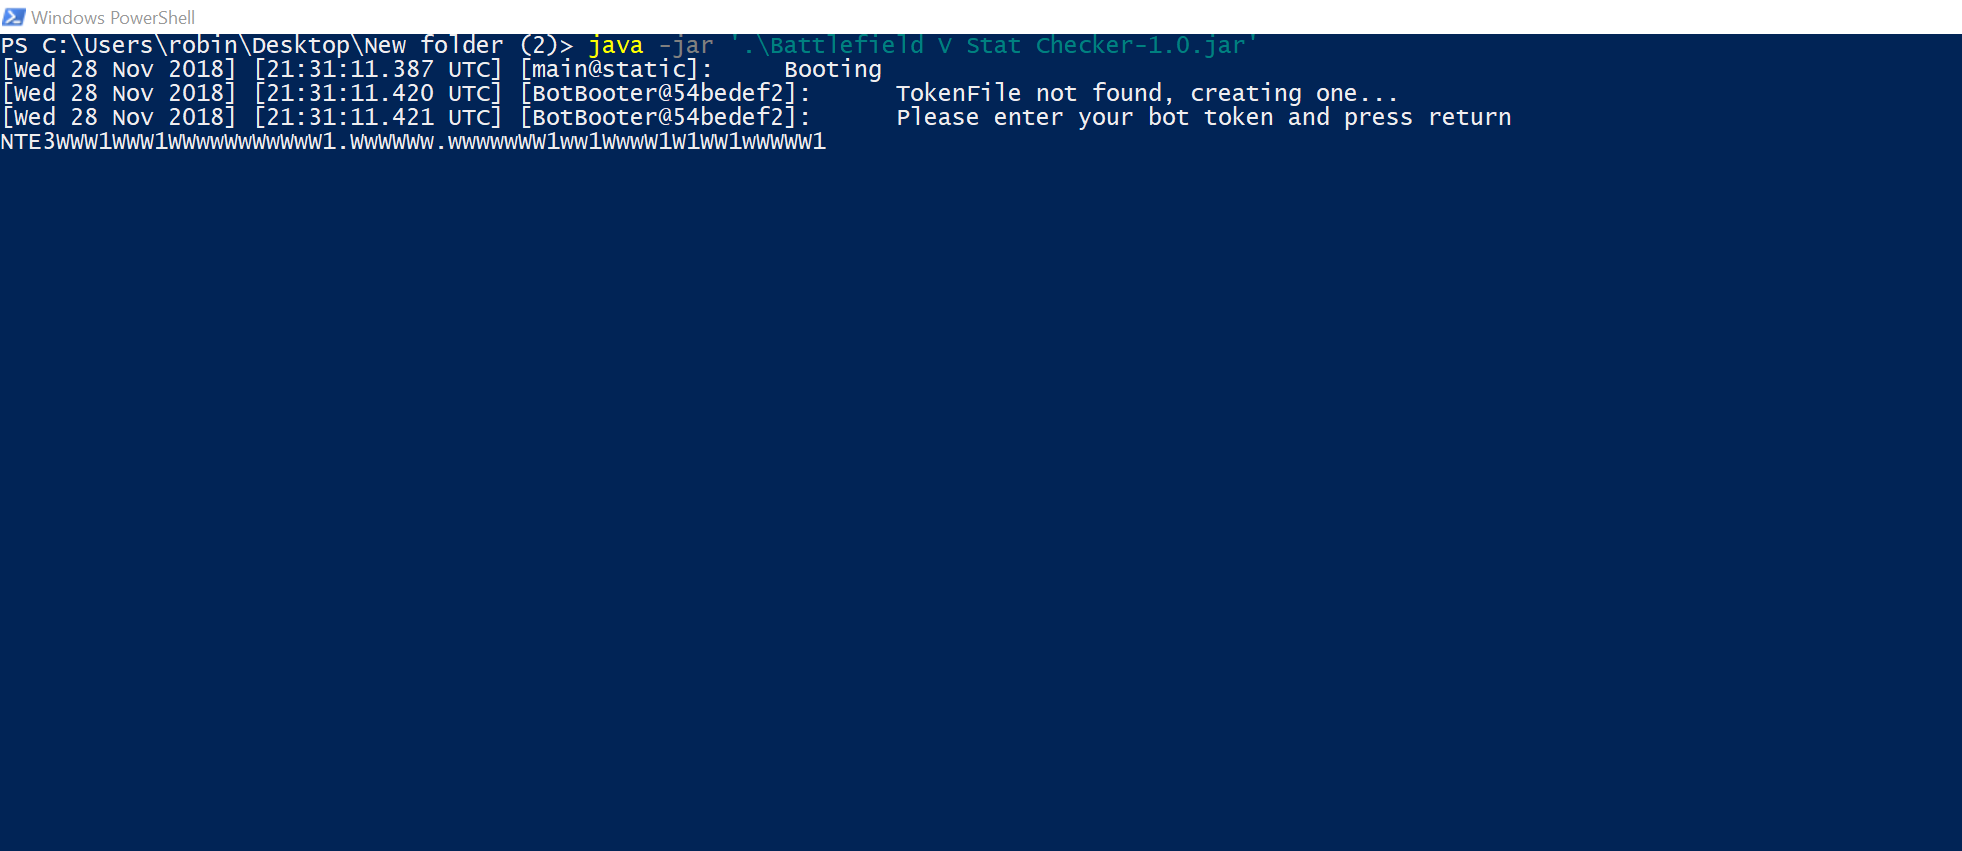 Windows PowerShell
PS C:\Users\robin\Desktop\New folder (2)> java -jar '.\Battlefield V Stat Checker-1.0.jar'
[Wed 28 Nov 2018] [21:31:11.387 UTC] [main@static]: Booting
[Wed 28 Nov 2018] [21:31:11.420 UTC] [BotBooter@54bedef2]: TokenFile not found, creating one...
[Wed 28 Nov 2018] [21:31:11.421 UTC] [BotBooter@54bedef2]: Please enter your bot token and press return